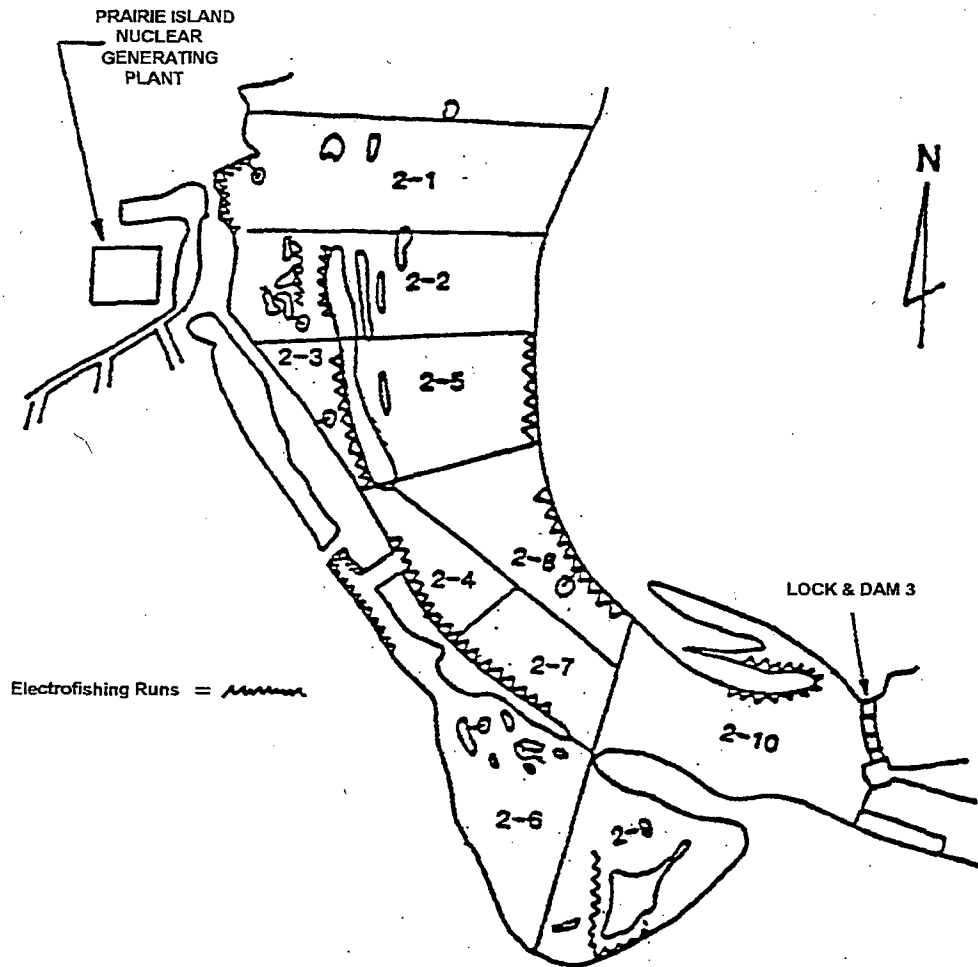 PRAIRIE ISLAND
NUCLEAR
GENERATING
PLANT
N
2-1
2-2
2-3
2-5
2-8
2-4
LOCK & DAM 3
2-7
Electrofishing Runs =
2-10
2-6
2-9